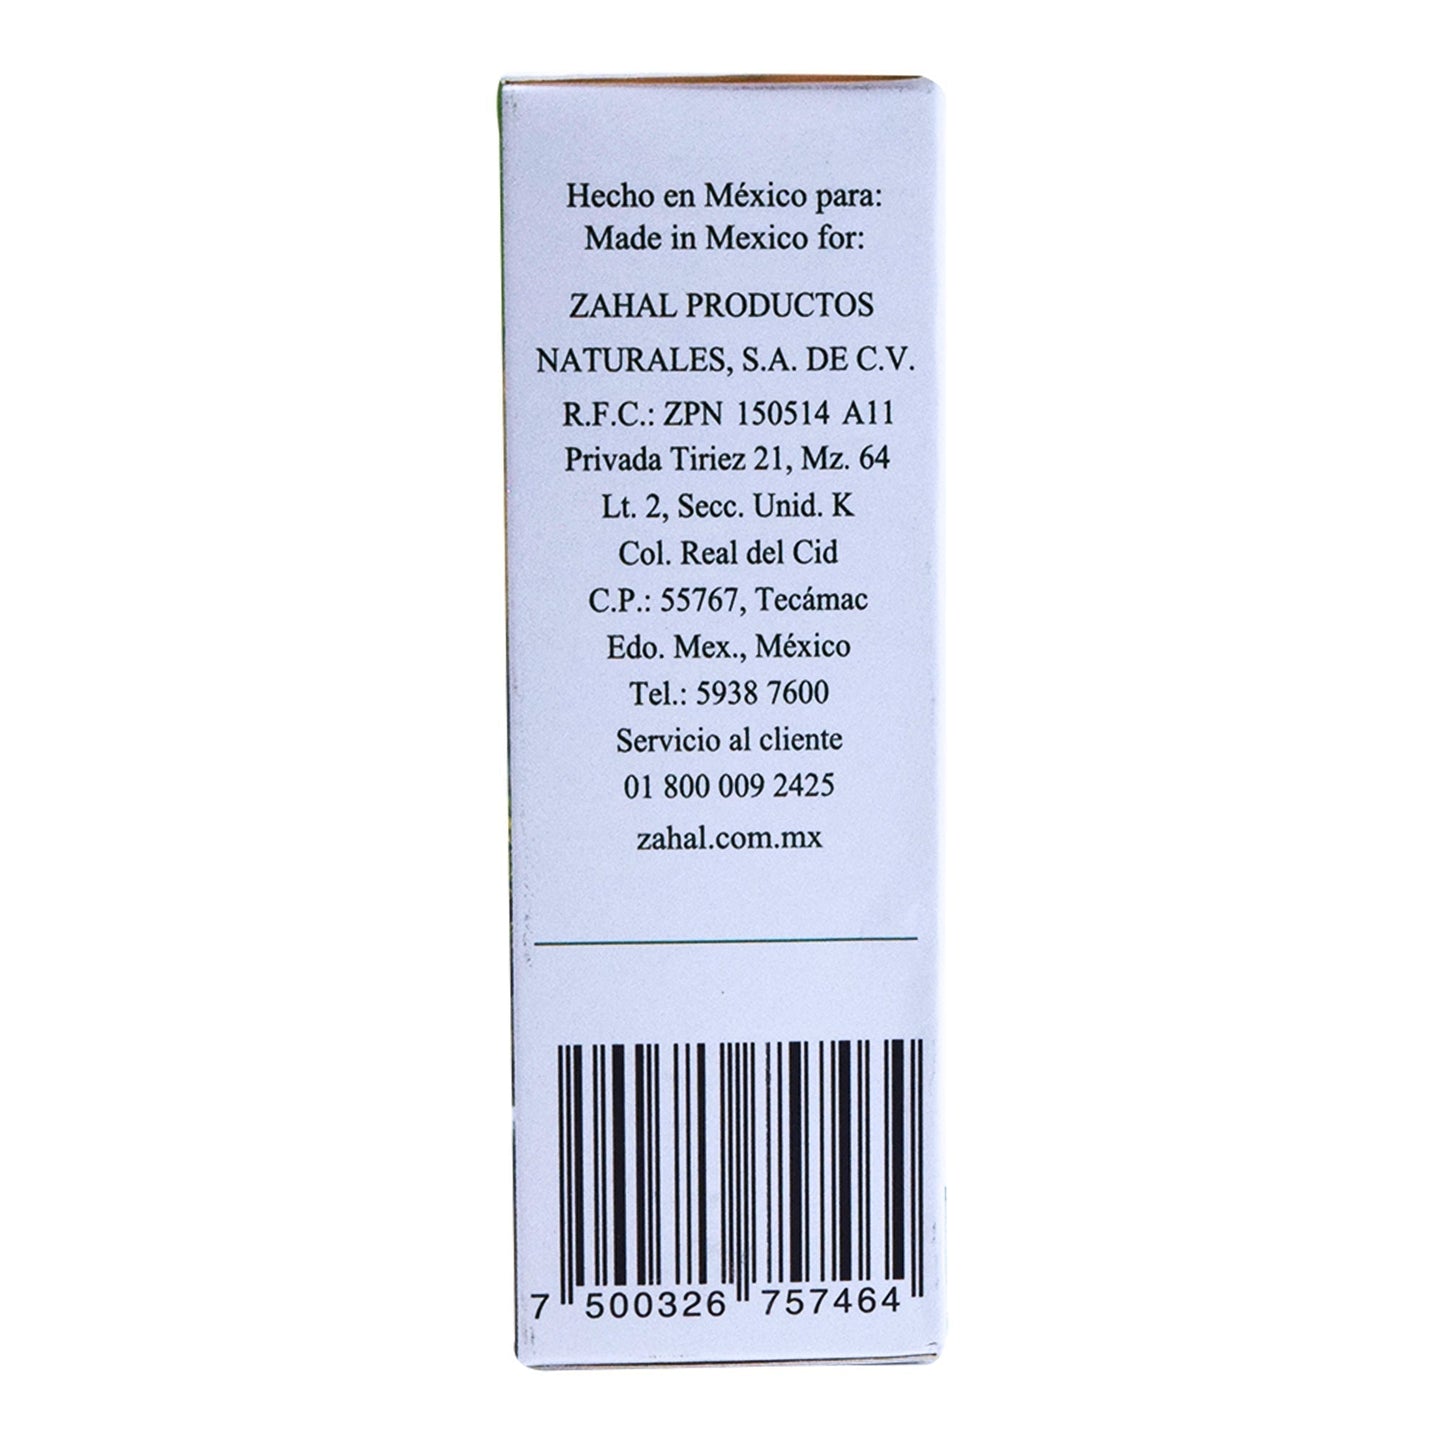 Hecho en México para:
Made in Mexico for:
ZAHAL PRODUCTOS
NATURALES, S.A. DE C.V.
R.F.C.: ZPN 150514 A11
Privada Tiriez 21, Mz. 64
Lt. 2, Secc. Unid. K
Col. Real del Cid
C.P.: 55767, Tecámac
Edo. Mex., México
Tel.: 5938 7600
Servicio al cliente
01 800 009 2425
zahal.com.mx
7 500326 757464